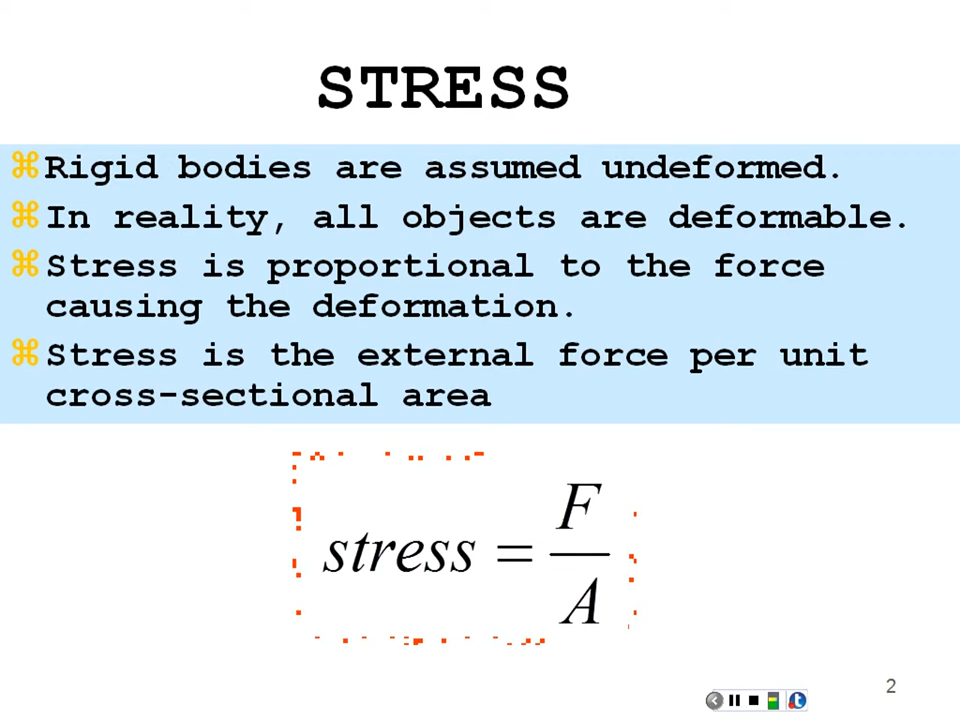 STRESS
⌘Rigid bodies are assumed undeformed.
⌘In reality, all objects are deformable.
⌘Stress is proportional to the force
causing the deformation.
⌘Stress is the external force per unit
cross-sectional area
stress = F/A
2